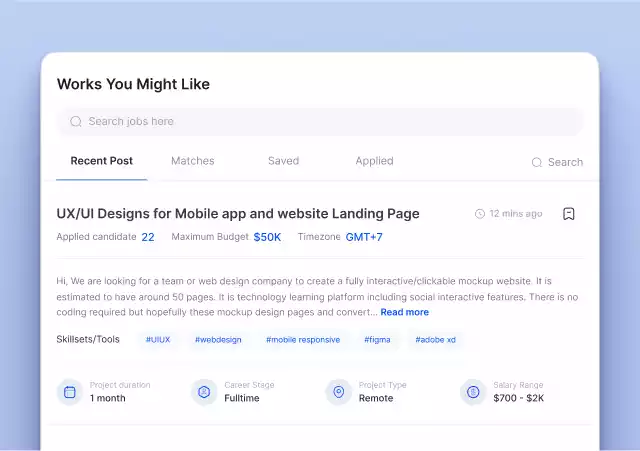 Works You Might Like
Search jobs here
Recent Post Matches Saved Applied Search
UX/UI Designs for Mobile app and website Landing Page 12 mins ago
Applied candidate 22 Maximum Budget $50K Timezone GMT+7
Hi, We are looking for a team or web design company to create a fully interactive/clickable mockup website. It is
estimated to have around 50 pages. It is technology learning platform including social interactive features. There is no
coding required but hopefully these mockup design pages and convert... Read more
Skillsets/Tools #UIUX #webdesign #mobile responsive #figma #adobe xd
Project duration Career Stage Project Type Salary Range
1 month Fulltime Remote $700 - $2K